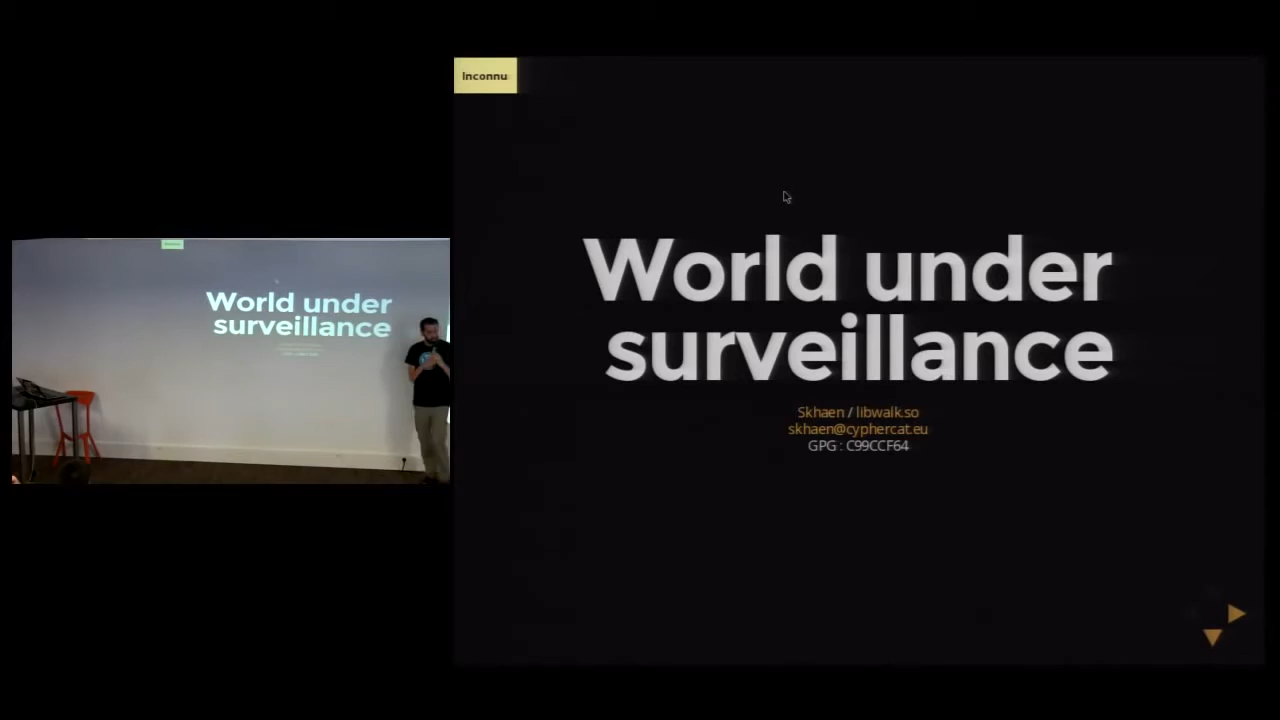 Inconnu
World under
surveillance
Skhaen / libwalk.so
skhaen@cyphercat.eu
GPG : C99CCF64
World under
surveillance